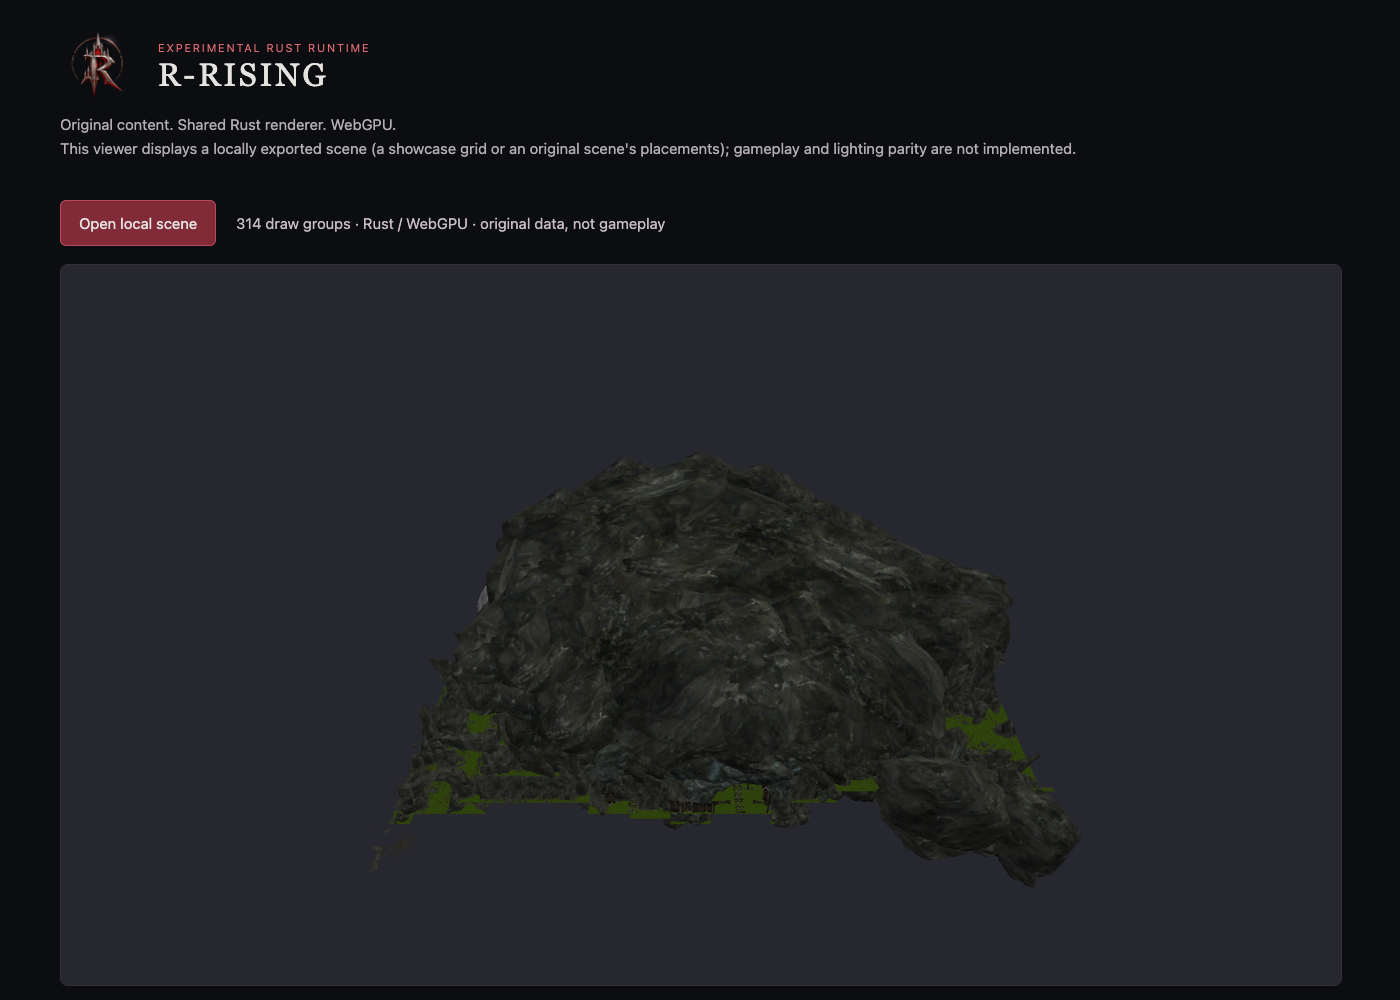 EXPERIMENTAL RUST RUNTIME
R-RISING
Original content. Shared Rust renderer. WebGPU.
This viewer displays a locally exported scene (a showcase grid or an original scene's placements); gameplay and lighting parity are not implemented.
Open local scene
314 draw groups · Rust / WebGPU · original data, not gameplay